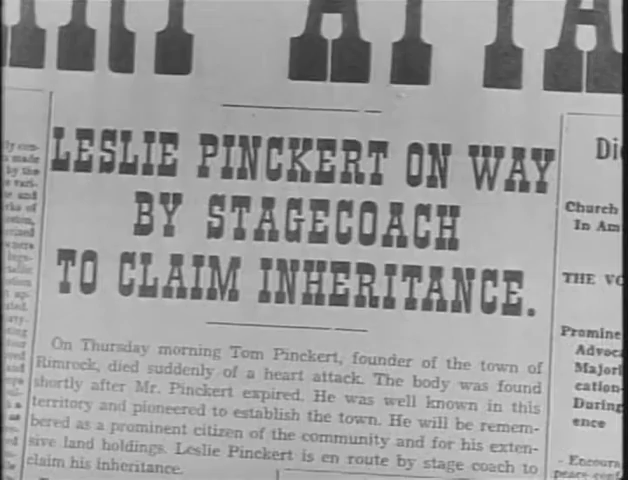 ATTA
LESLIE PINCKERT ON WAY
BY STAGECOACH
TO CLAIM INHERITANCE.
On Thursday morning Tom Pinckert, founder of the town of
Rimrock, died suddenly of a heart attack. The body was found
shortly after Mr. Pinckert expired. He was well known in this
territory and pioneered to establish the town. He will be remem-
bered as a prominent citizen of the community and for his exten-
sive land holdings. Leslie Pinckert is en route by stage coach to
claim his inheritance.
Di
Church
In Am
THE VO
Promine
Advoc
Majori
cation-
During
ence
- Encoura